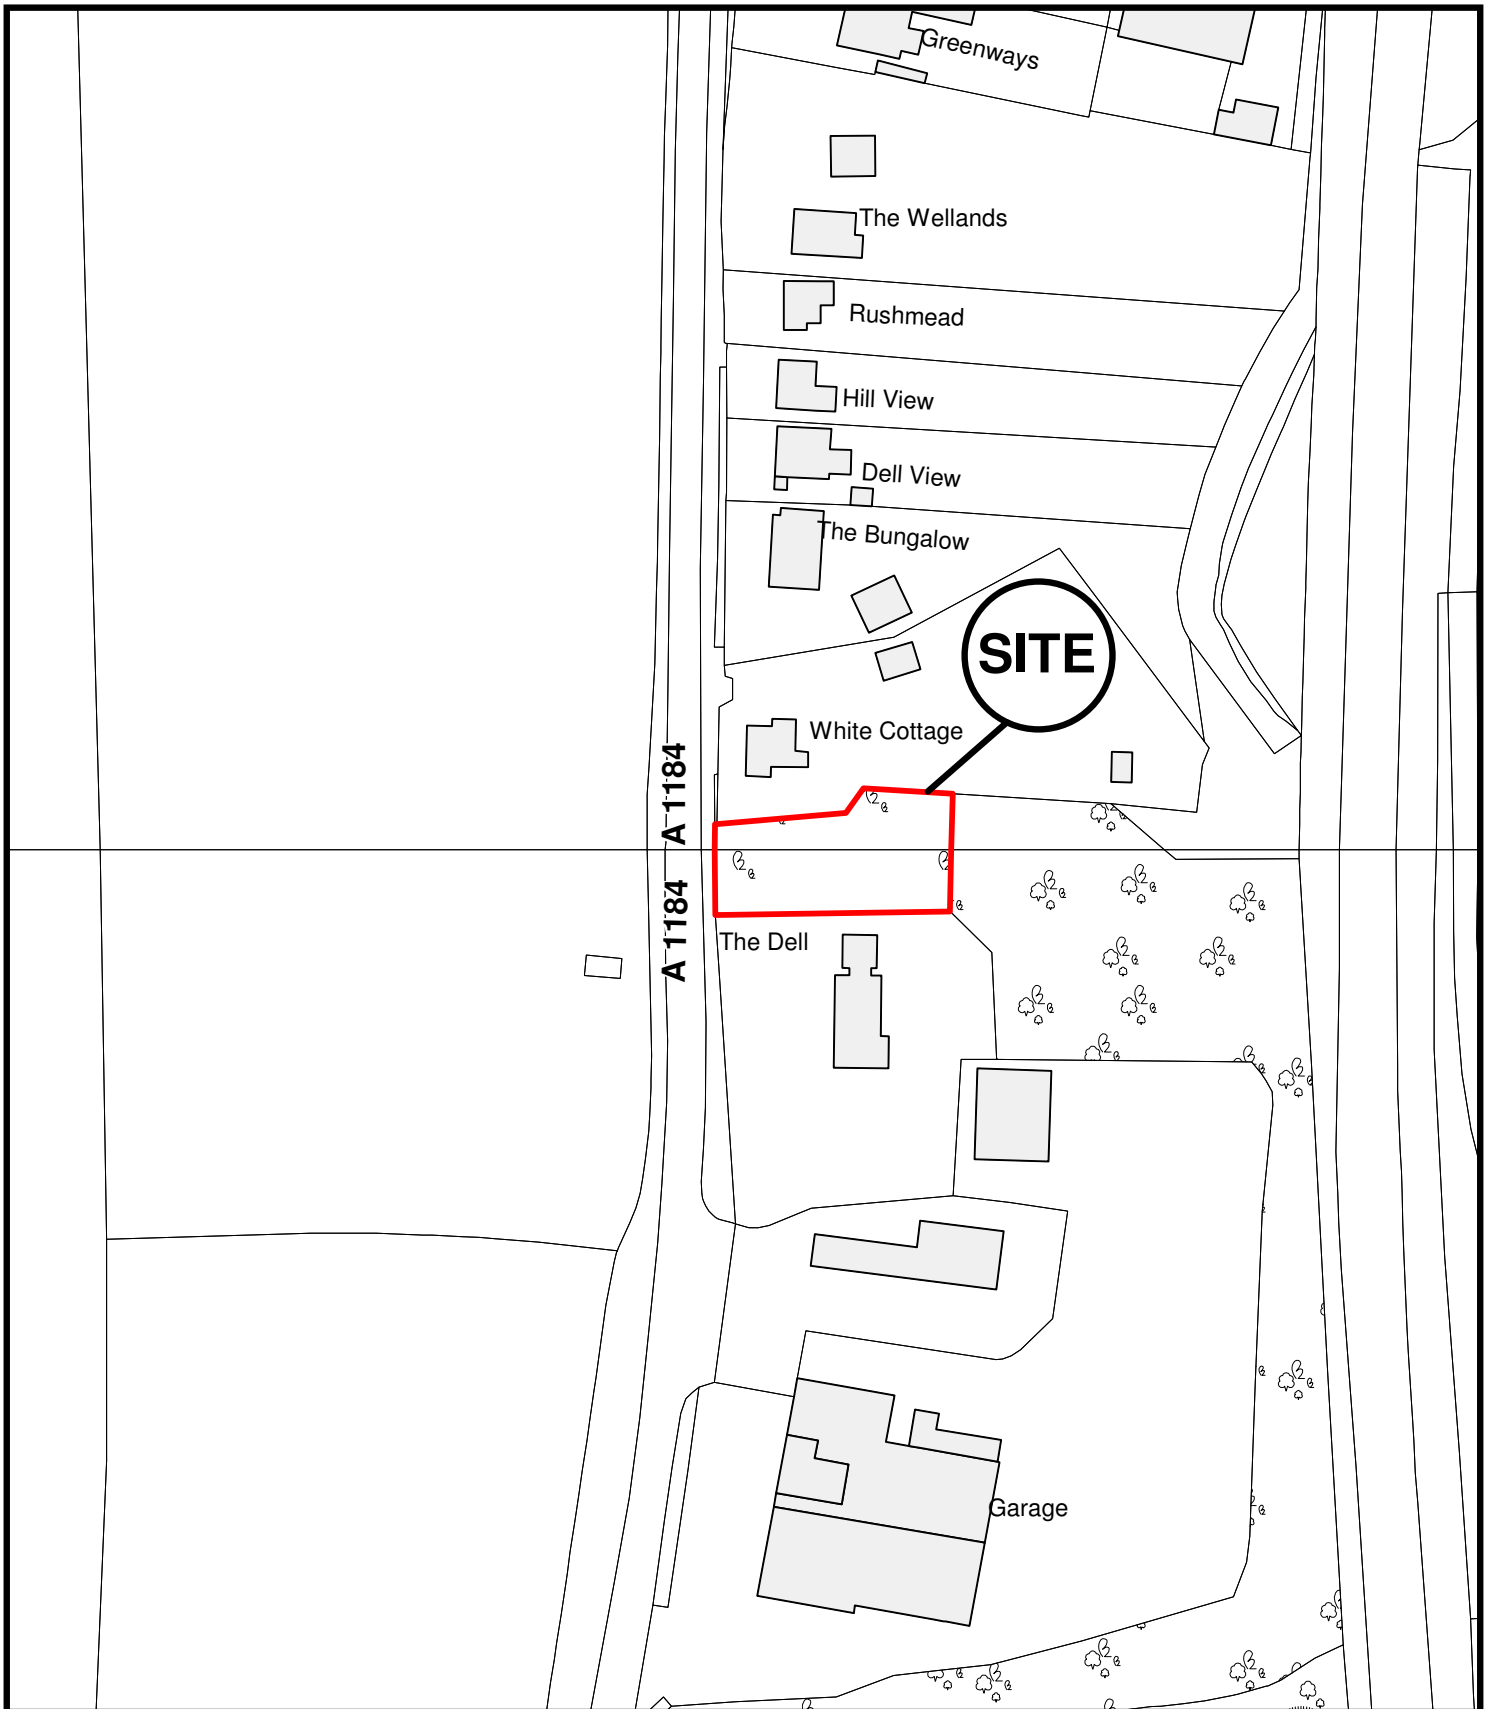 Greenways
The Wellands
Rushmead
Hill View
Dell View
The Bungalow
SITE
White Cottage
A 1184
A 1184
The Dell
Garage